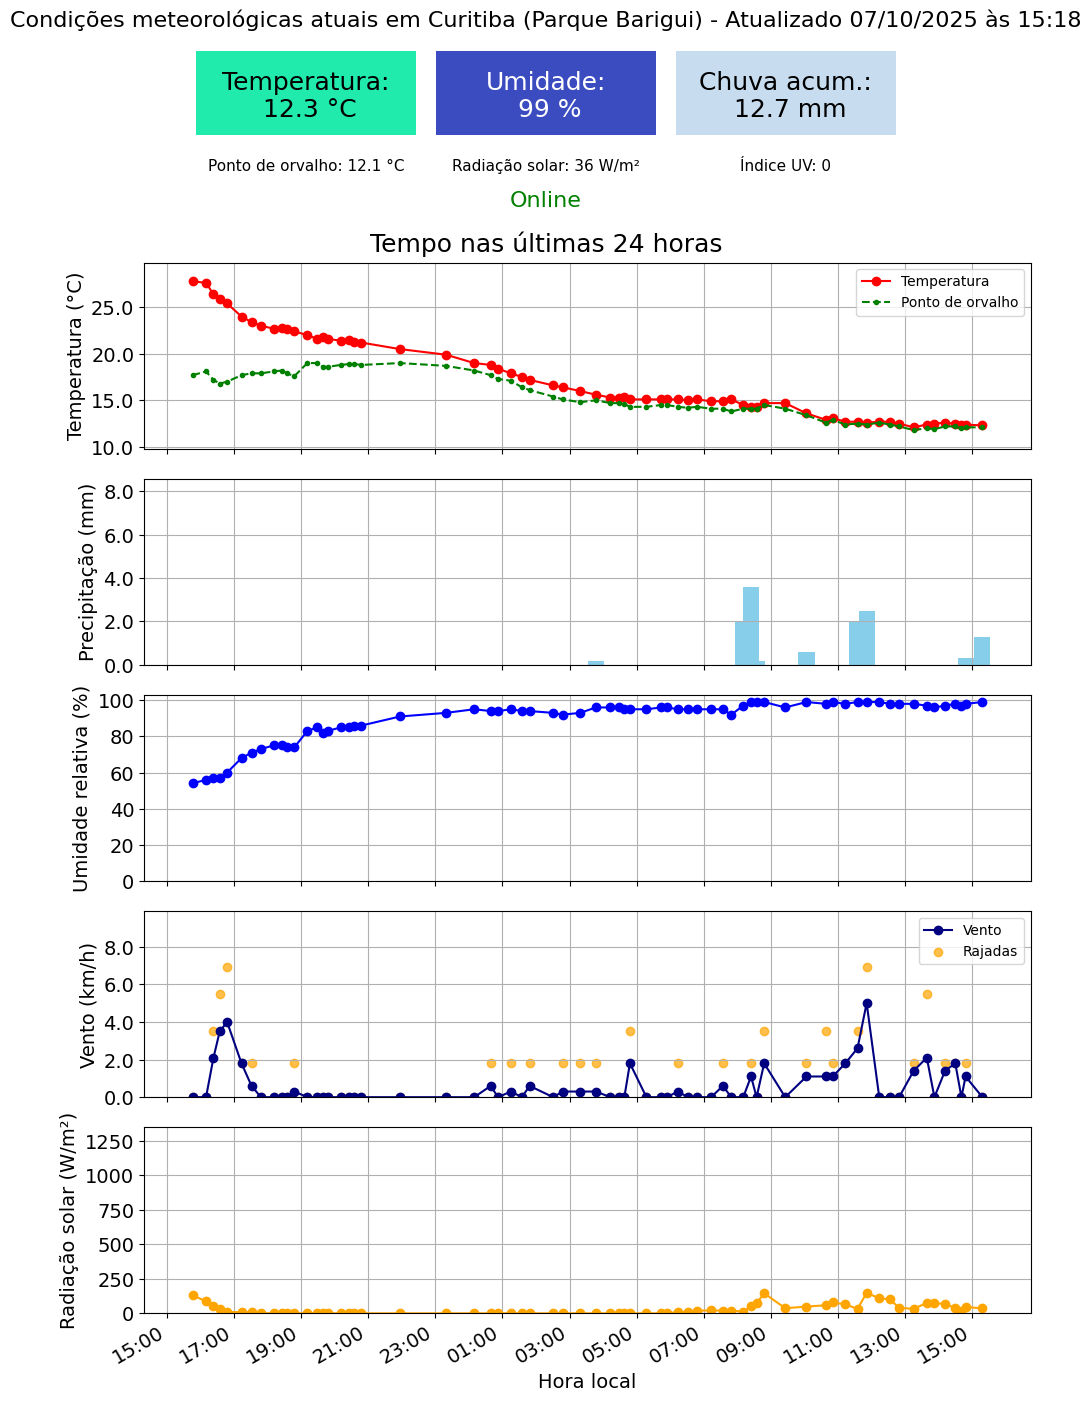 Condições meteorológicas atuais em Curitiba (Parque Barigui) - Atualizado 07/10/2025 às 15:18
Temperatura:
12.3 °C
Umidade:
99 %
Chuva acum.:
12.7 mm
Ponto de orvalho: 12.1 °C
Radiação solar: 36 W/m²
Índice UV: 0
Online
Tempo nas últimas 24 horas
Temperatura (°C)
25.0
20.0
15.0
10.0
Temperatura
Ponto de orvalho
Precipitação (mm)
8.0
6.0
4.0
2.0
0.0
Umidade relativa (%)
100
80
60
40
20
0
Vento (km/h)
8.0
6.0
4.0
2.0
0.0
Vento
Rajadas
Radiação solar (W/m²)
1250
1000
750
500
250
0
15:00
17:00
19:00
21:00
23:00
01:00
03:00
05:00
07:00
09:00
11:00
13:00
15:00
Hora local